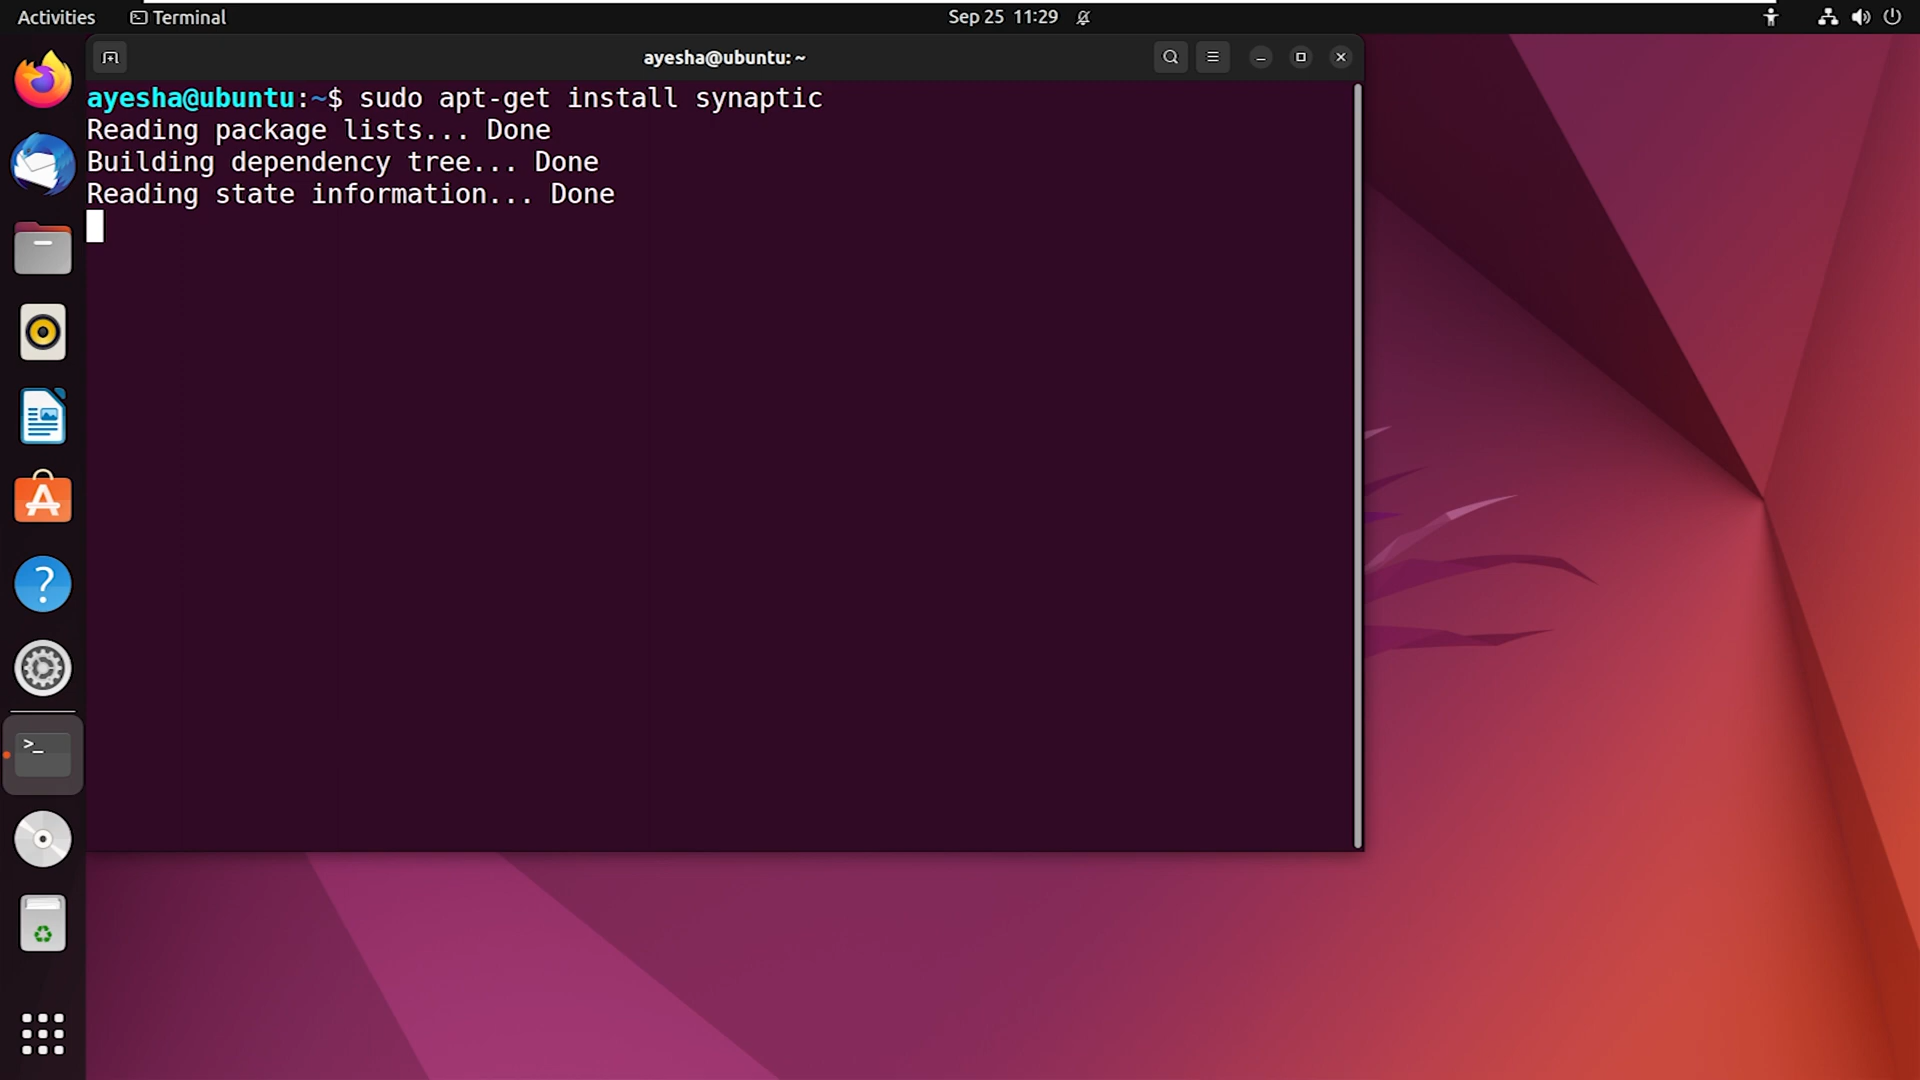 Activities
Terminal
Sep 25 11:29
ayesha@ubuntu: ~
ayesha@ubuntu:~$ sudo apt-get install synaptic
Reading package lists... Done
Building dependency tree... Done
Reading state information... Done